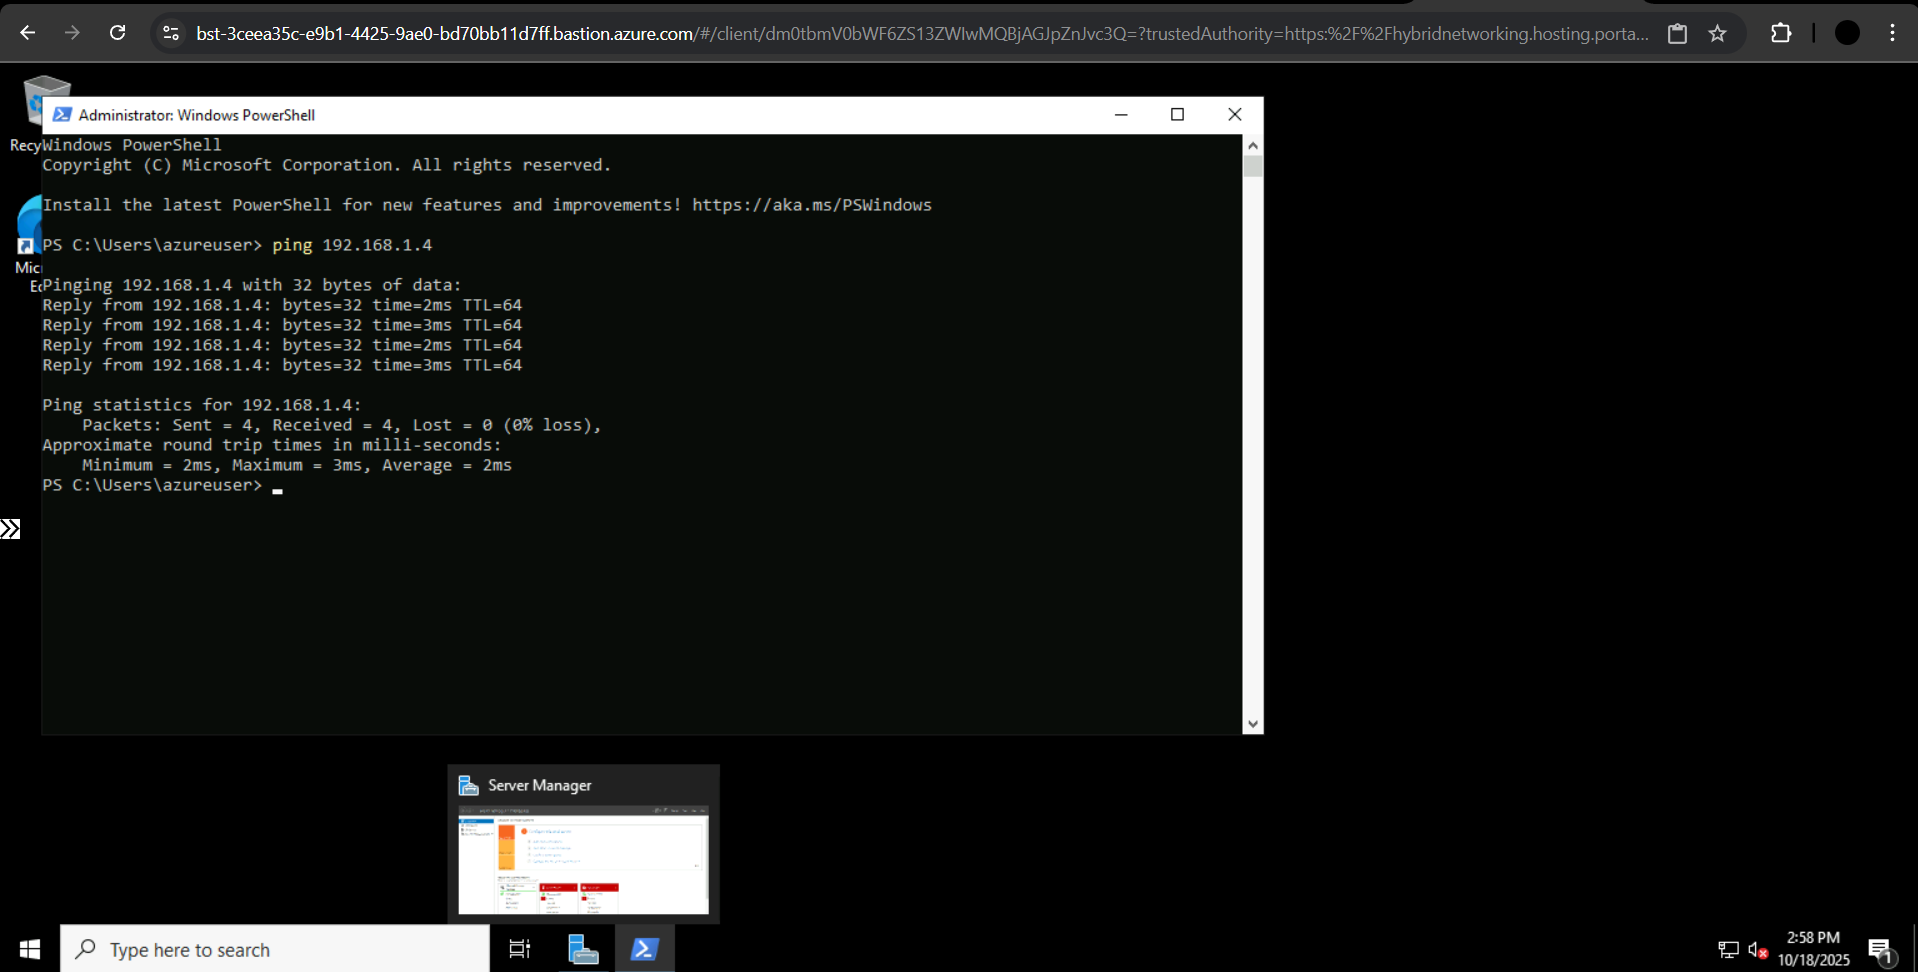 bst-3ceea35c-e9b1-4425-9ae0-bd70bb11d7ff.bastion.azure.com/#/client/dm0tbmV0bWF6ZS13ZWIwMQBjAGJpZnJvc3Q=?trustedAuthority=https:%2F%2Fhybridnetworking.hosting.porta...
Administrator: Windows PowerShell
Recy
Windows PowerShell
Copyright (C) Microsoft Corporation. All rights reserved.
Install the latest PowerShell for new features and improvements! https://aka.ms/PSWindows
PS C:\Users\azureuser> ping 192.168.1.4
Mic
Ed
Pinging 192.168.1.4 with 32 bytes of data:
Reply from 192.168.1.4: bytes=32 time=2ms TTL=64
Reply from 192.168.1.4: bytes=32 time=3ms TTL=64
Reply from 192.168.1.4: bytes=32 time=2ms TTL=64
Reply from 192.168.1.4: bytes=32 time=3ms TTL=64
Ping statistics for 192.168.1.4:
    Packets: Sent = 4, Received = 4, Lost = 0 (0% loss),
Approximate round trip times in milli-seconds:
    Minimum = 2ms, Maximum = 3ms, Average = 2ms
PS C:\Users\azureuser>
Server Manager
Type here to search
2:58 PM
10/18/2025
1